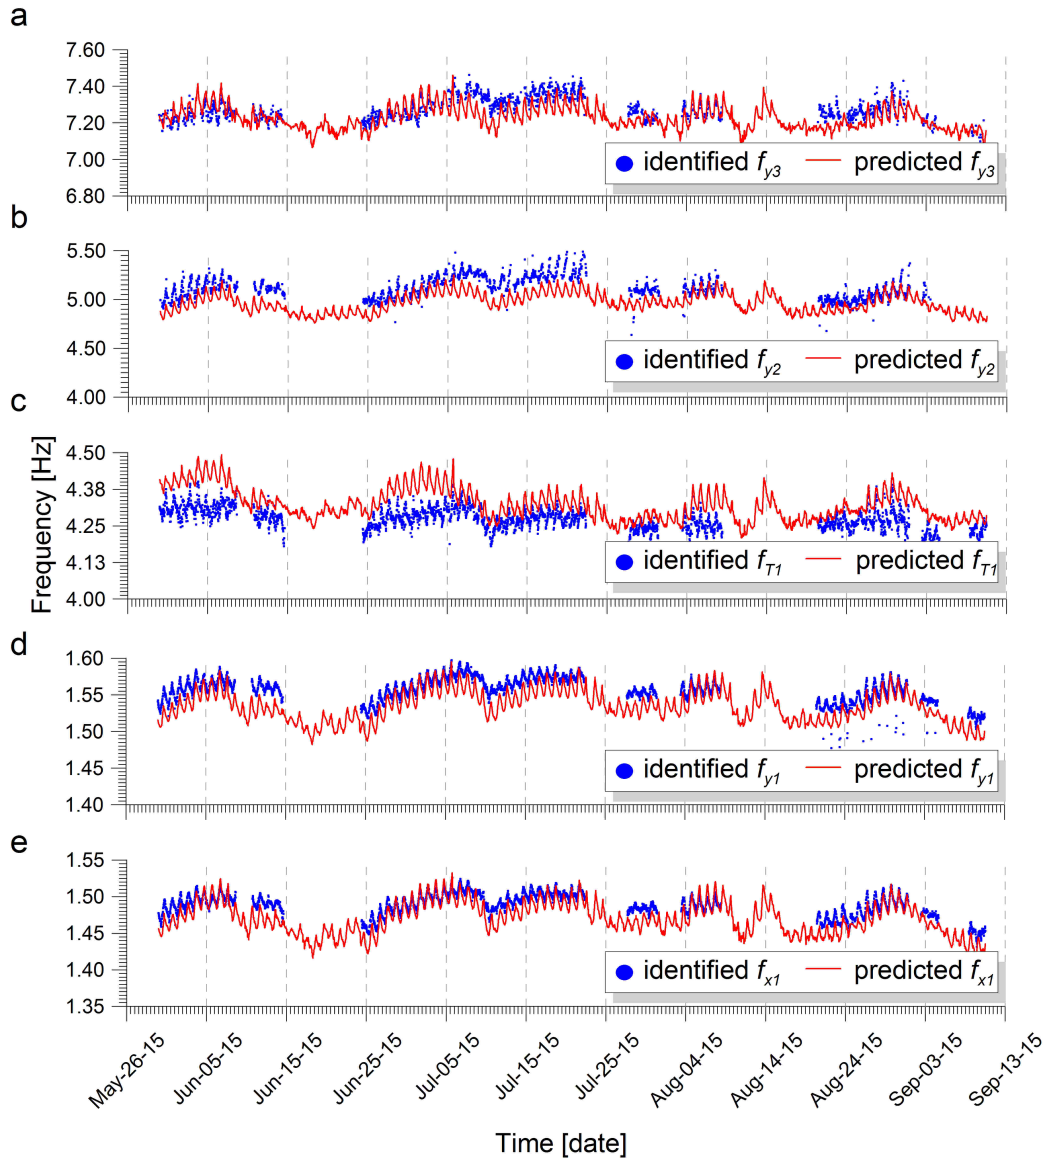 a
7.60
7.40
7.20
7.00
6.80
identified fy3 predicted fy3
b
5.50
5.00
4.50
4.00
identified fy2 predicted fy2
c
4.50
4.38
4.25
4.13
4.00
identified fT1 predicted fT1
Frequency [Hz]
d
1.60
1.55
1.50
1.45
1.40
identified fy1 predicted fy1
e
1.55
1.50
1.45
1.40
1.35
identified fx1 predicted fx1
May-26-15 Jun-05-15 Jun-15-15 Jun-25-15 Jul-05-15 Jul-15-15 Jul-25-15 Aug-04-15 Aug-14-15 Aug-24-15 Sep-03-15 Sep-13-15
Time [date]